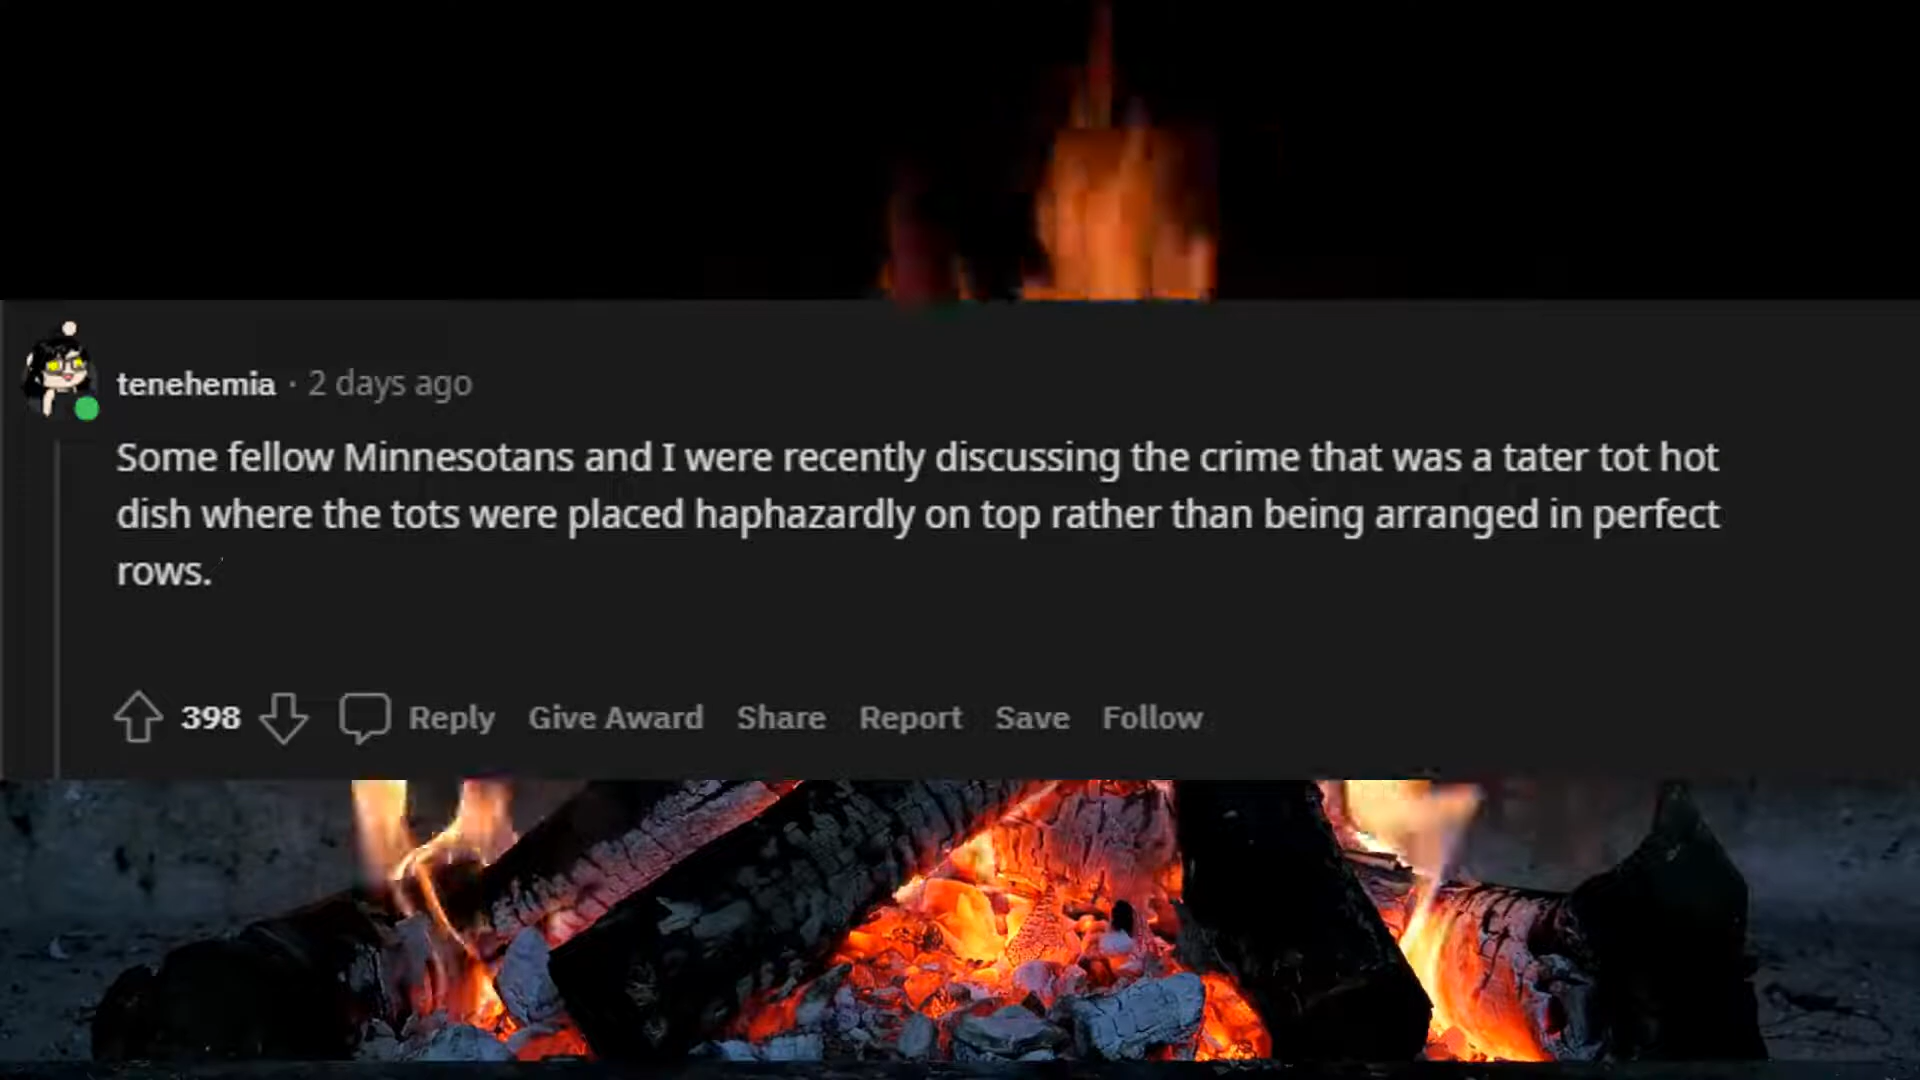 tenehemia · 2 days ago
Some fellow Minnesotans and I were recently discussing the crime that was a tater tot hot
dish where the tots were placed haphazardly on top rather than being arranged in perfect
rows.
398 Reply Give Award Share Report Save Follow